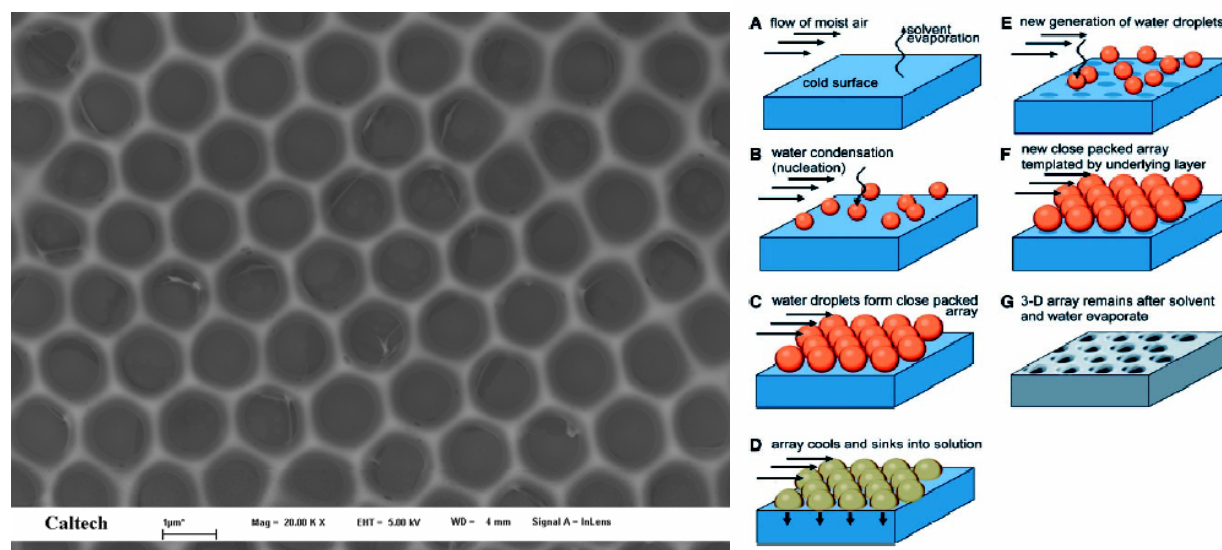 Caltech
1µm*
Mag = 20.00 K X
EHT = 5.00 kV
WD = 4 mm
Signal A = InLens
A flow of moist air
solvent
evaporation
cold surface
B water condensation
(nucleation)
C water droplets form close packed
array
D array cools and sinks into solution
E new generation of water droplets
F new close packed array
templated by underlying layer
G 3-D array remains after solvent
and water evaporate